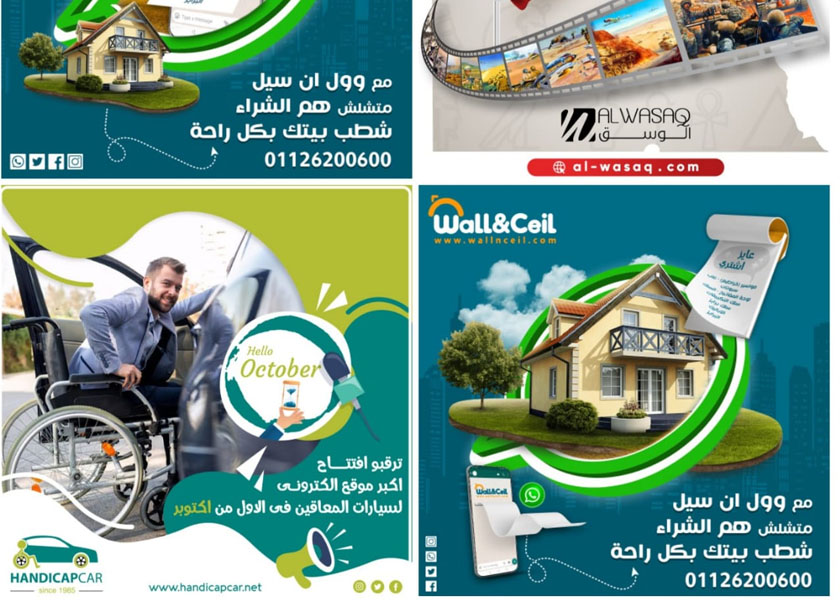 مع وول ان سيل
متشلش هم الشراء
شطب بيتك بكل راحة
01126200600
ALWASAQ
الوسق
al-wasaq.com
Hello
October
ترقبو افتتاح
اكبر موقع الكترونى
لسيارات المعاقين فى الاول من اكتوبر
HANDICAPCAR
since 1985
www.handicapcar.net
Wall&Ceil
www.wallnceil.com
عايز
أشتري
Wall&Ceil
مع وول ان سيل
متشلش هم الشراء
شطب بيتك بكل راحة
01126200600